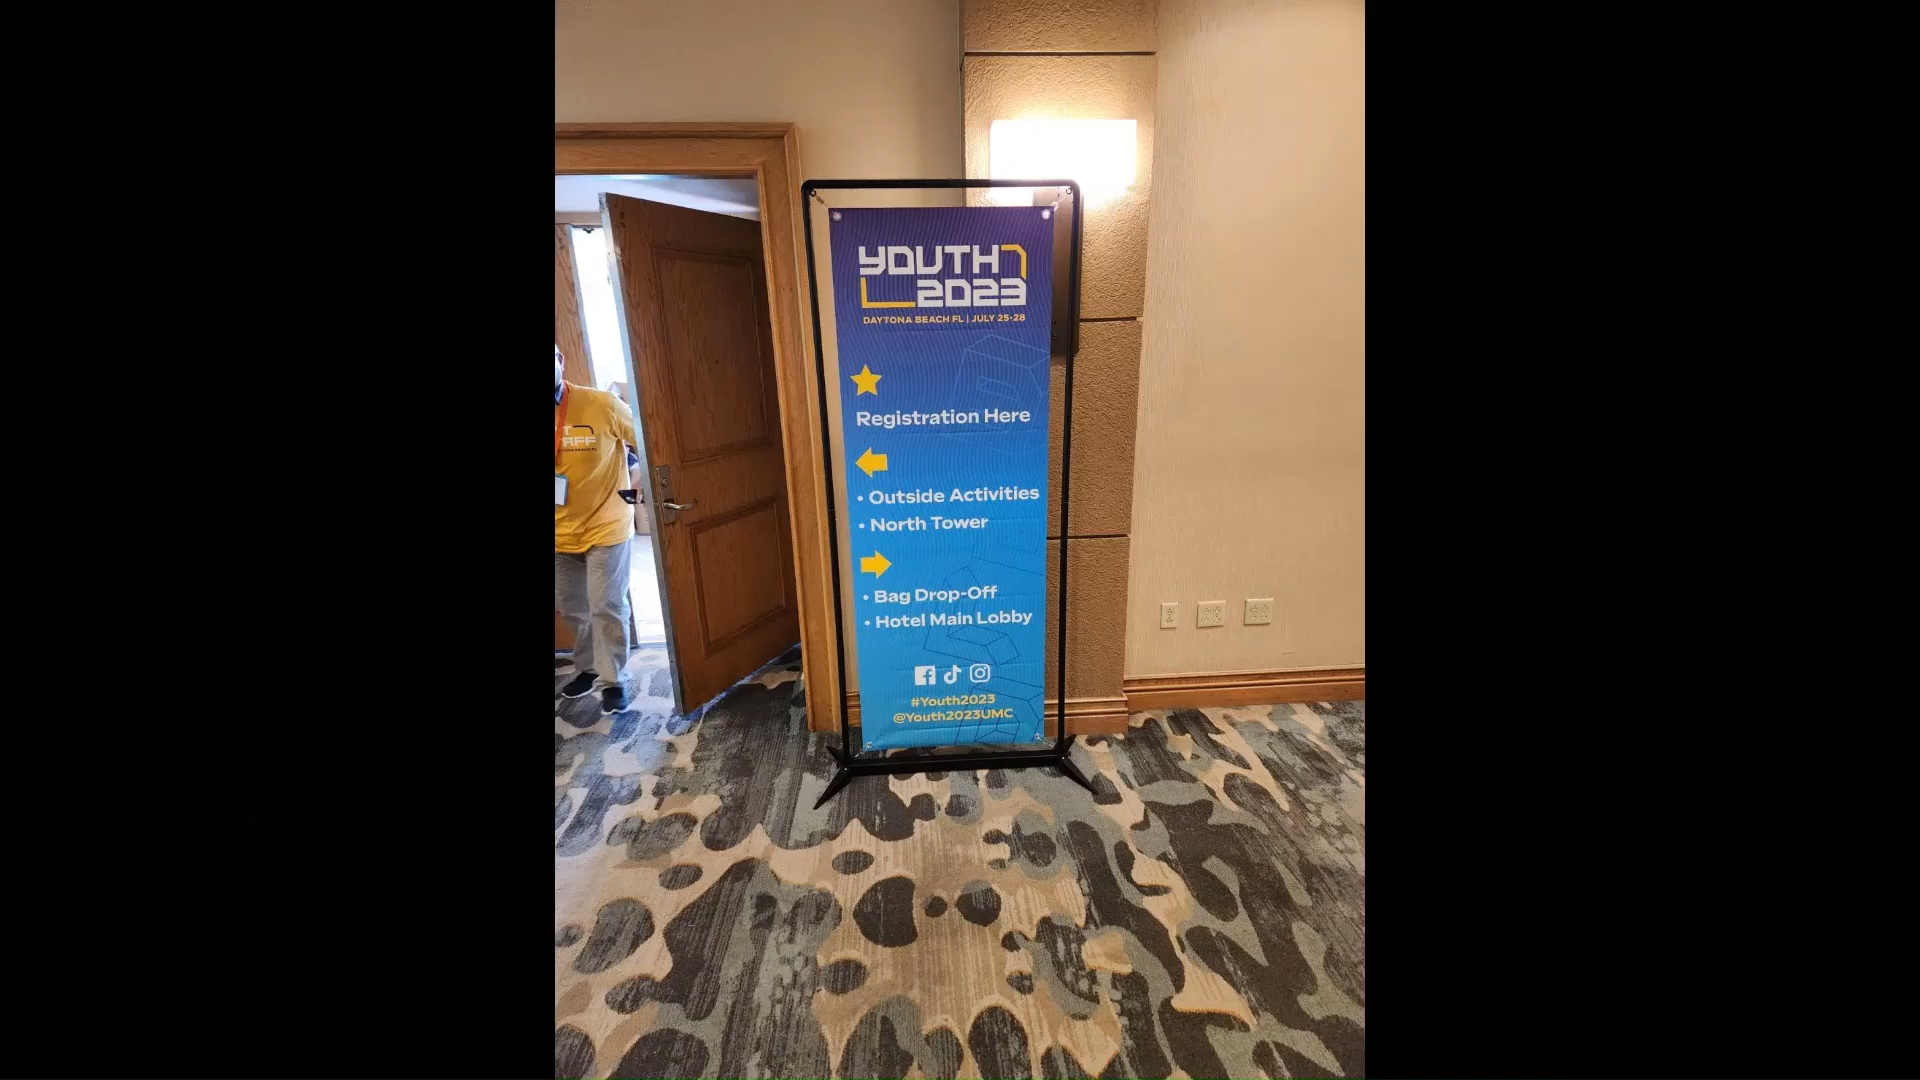 YOUTH
2023
DAYTONA BEACH FL | JULY 25-28
Registration Here
• Outside Activities
• North Tower
• Bag Drop-Off
• Hotel Main Lobby
#Youth2023
@Youth2023UMC